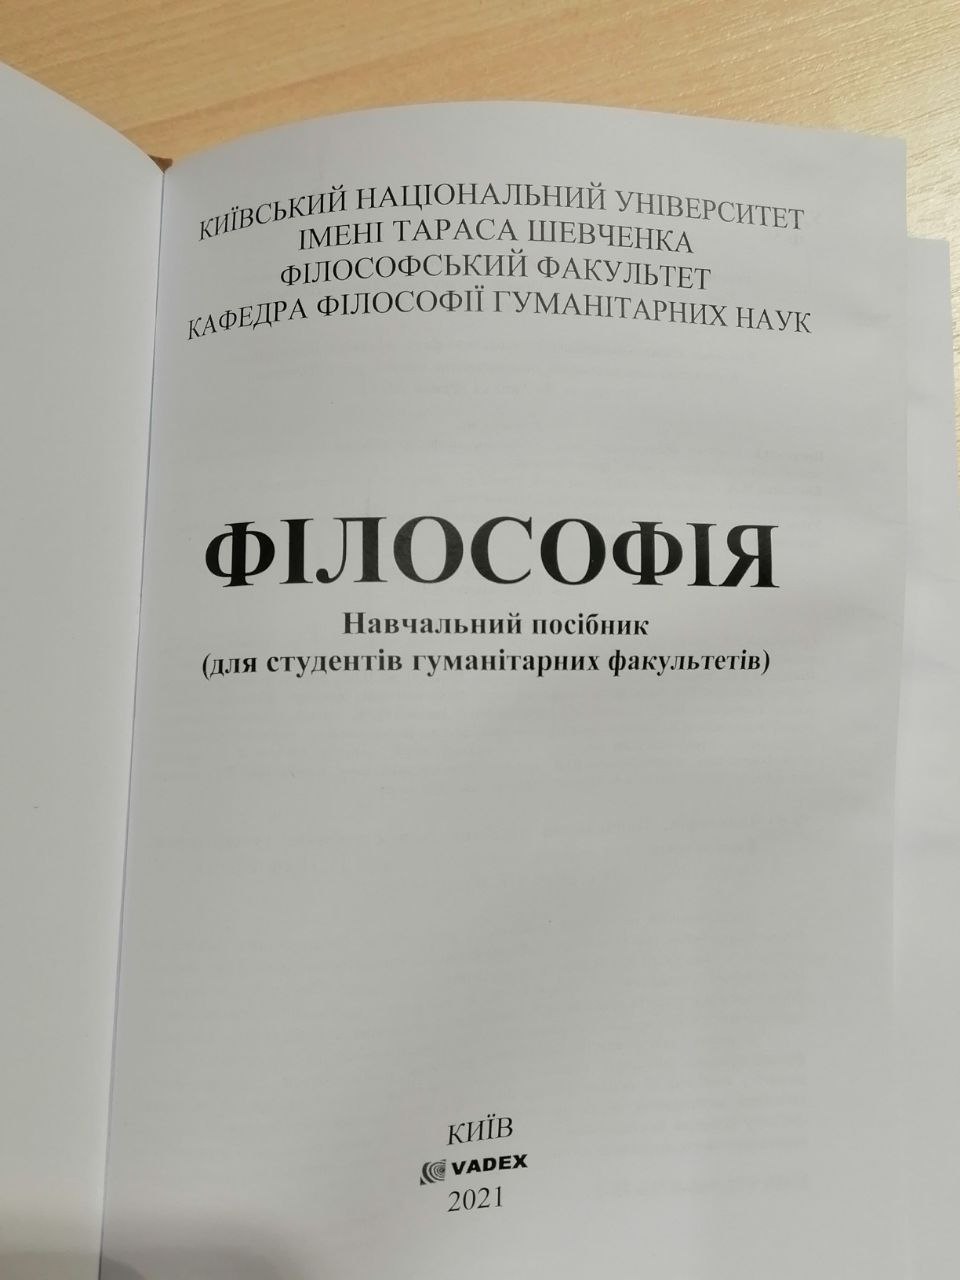 КИЇВСЬКИЙ НАЦІОНАЛЬНИЙ УНІВЕРСИТЕТ
ІМЕНІ ТАРАСА ШЕВЧЕНКА
ФІЛОСОФСЬКИЙ ФАКУЛЬТЕТ
КАФЕДРА ФІЛОСОФІЇ ГУМАНІТАРНИХ НАУК
ФІЛОСОФІЯ
Навчальний посібник
(для студентів гуманітарних факультетів)
КИЇВ
VADEX
2021